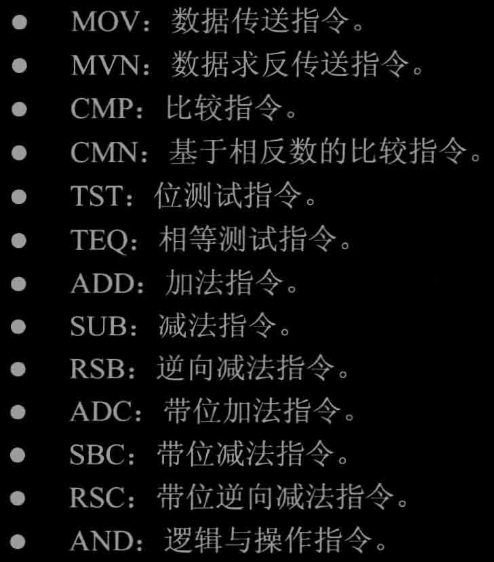 ● MOV：数据传送指令。
● MVN：数据求反传送指令。
● CMP：比较指令。
● CMN：基于相反数的比较指令。
● TST：位测试指令。
● TEQ：相等测试指令。
● ADD：加法指令。
● SUB：减法指令。
● RSB：逆向减法指令。
● ADC：带位加法指令。
● SBC：带位减法指令。
● RSC：带位逆向减法指令。
● AND：逻辑与操作指令。